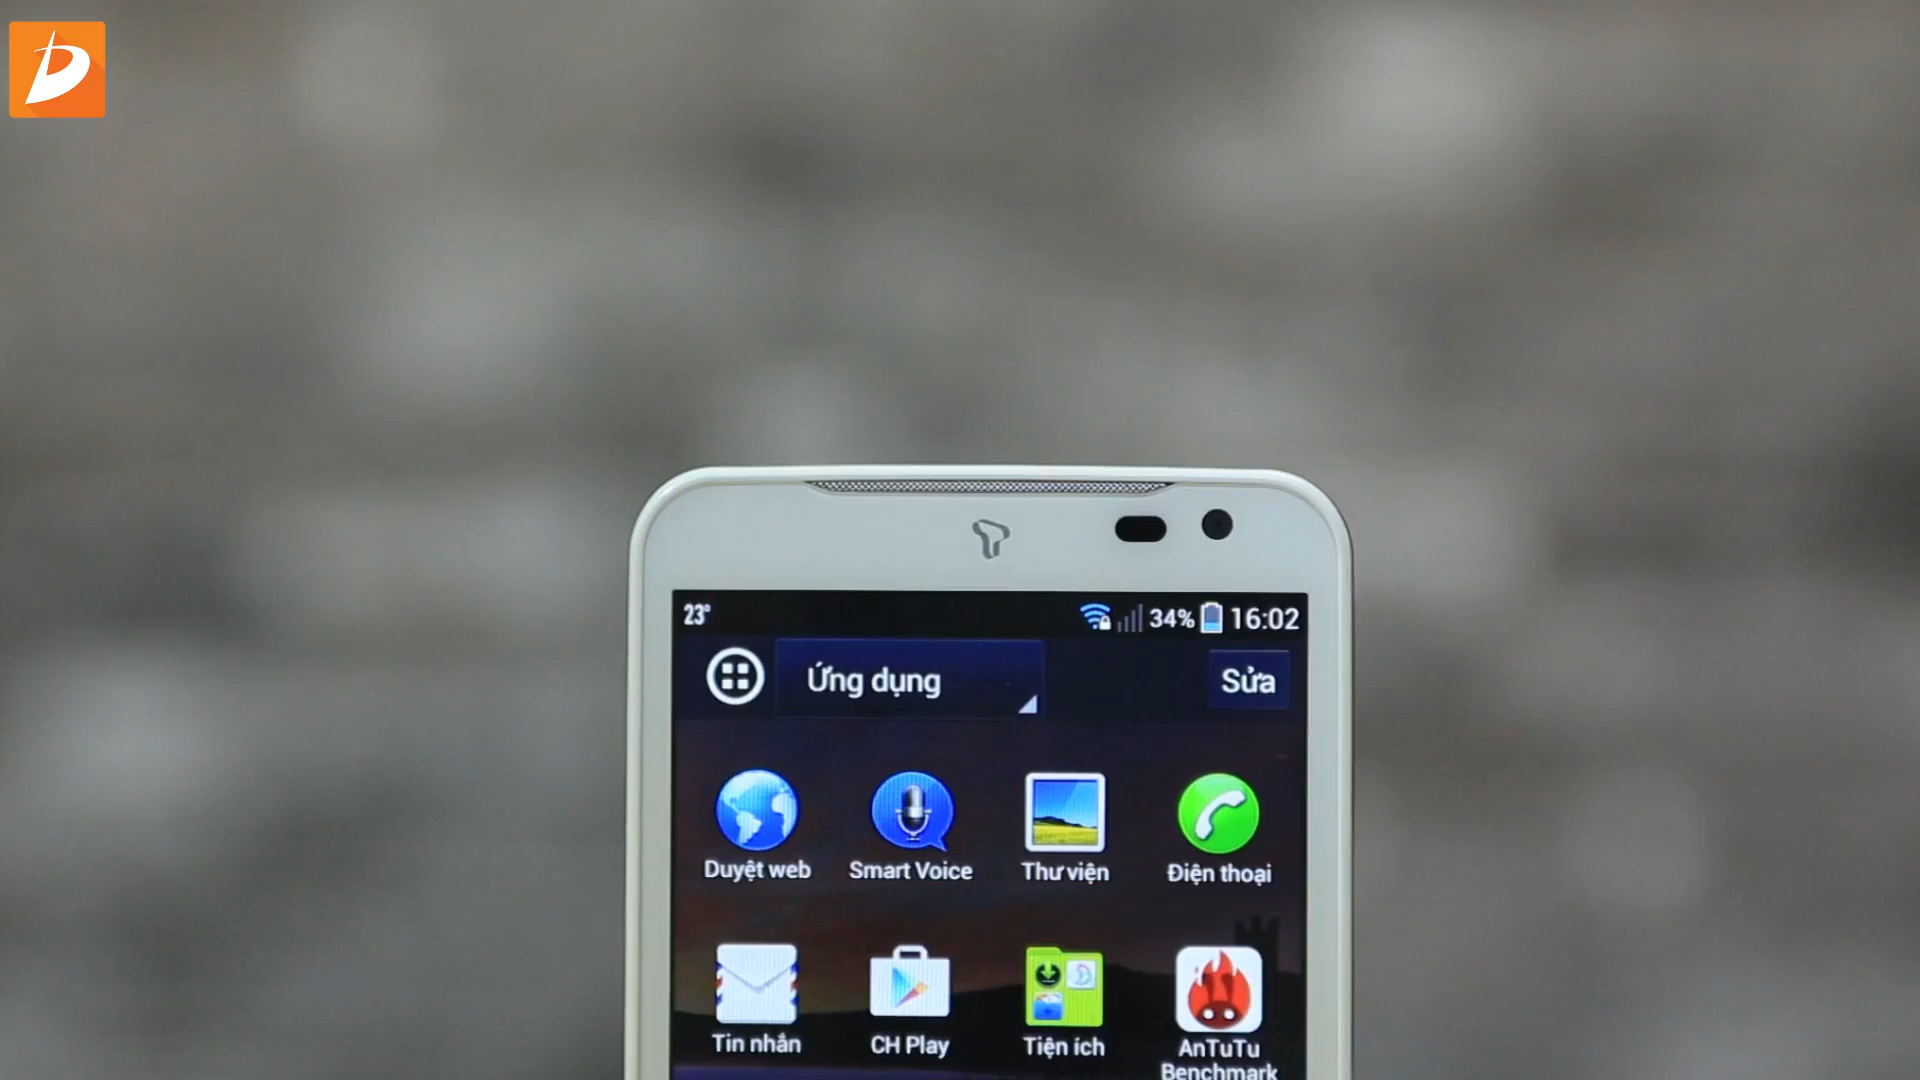 23°
34% 16:02
Ứng dụng
Sửa
Duyệt web
Smart Voice
Thư viện
Điện thoại
Tin nhắn
CH Play
Tiện ích
AnTuTu
Benchmark